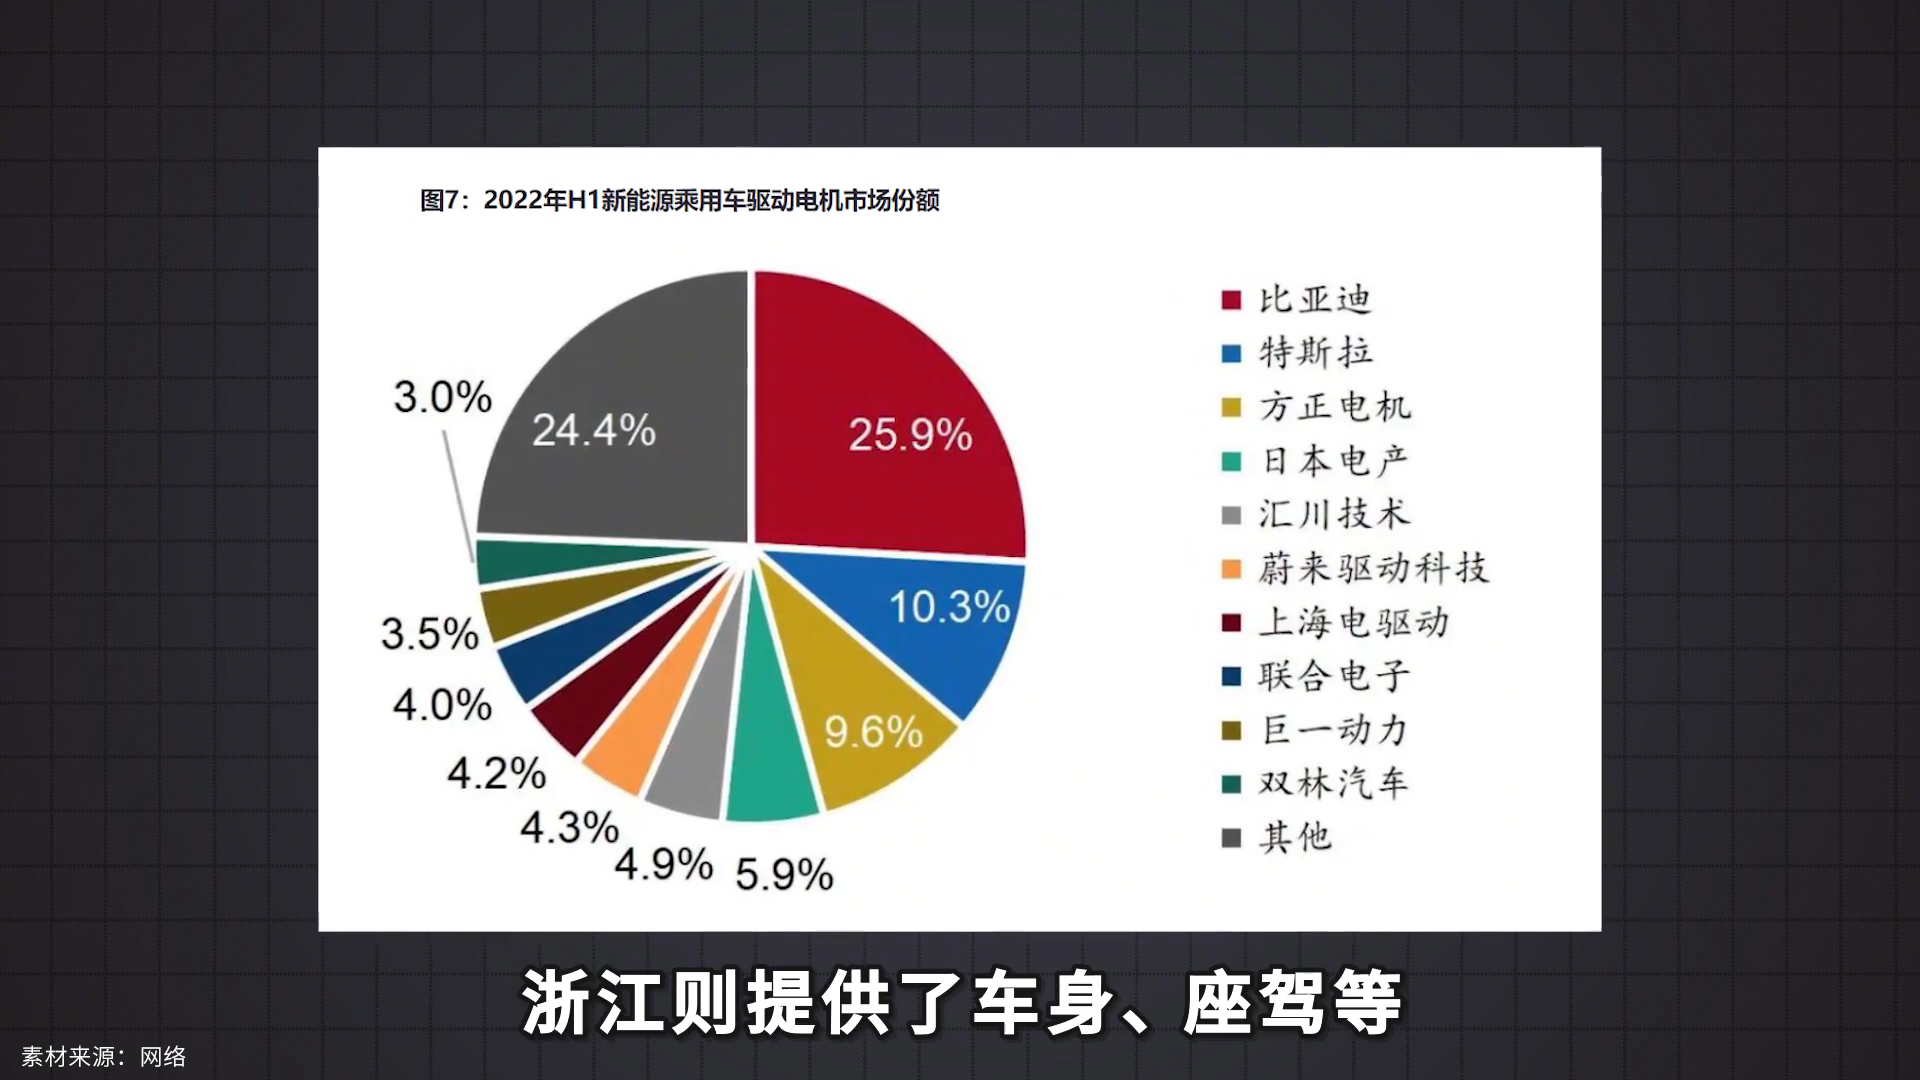 图7：2022年H1新能源乘用车驱动电机市场份额
24.4%
25.9%
3.0%
10.3%
3.5%
4.0%
9.6%
4.2%
4.3%
4.9%
5.9%
比亚迪
特斯拉
方正电机
日本电产
汇川技术
蔚来驱动科技
上海电驱动
联合电子
巨一动力
双林汽车
其他
浙江则提供了车身、座驾等
素材来源：网络